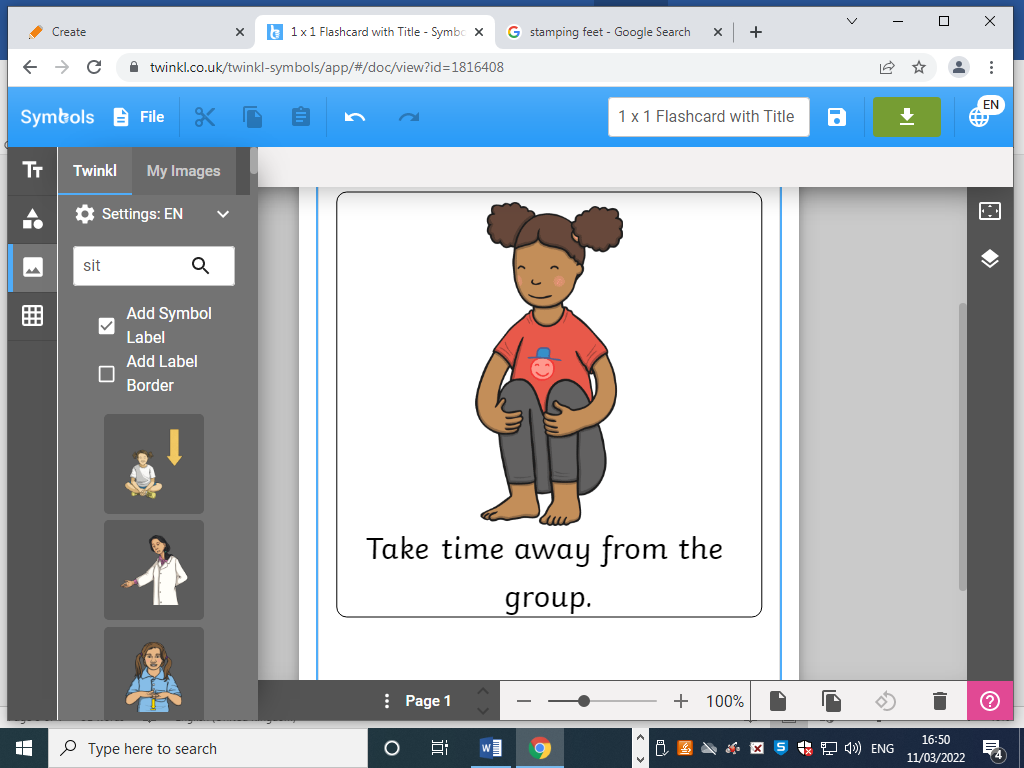 Create
1 x 1 Flashcard with Title - Symbo
stamping feet - Google Search
twinkl.co.uk/twinkl-symbols/app/#/doc/view?id=1816408
Symbols
File
1 x 1 Flashcard with Title
EN
Twinkl
My Images
Settings: EN
sit
Add Symbol
Label
Add Label
Border
Take time away from the
group.
Page 1
100%
Type here to search
ENG
16:50
11/03/2022
4